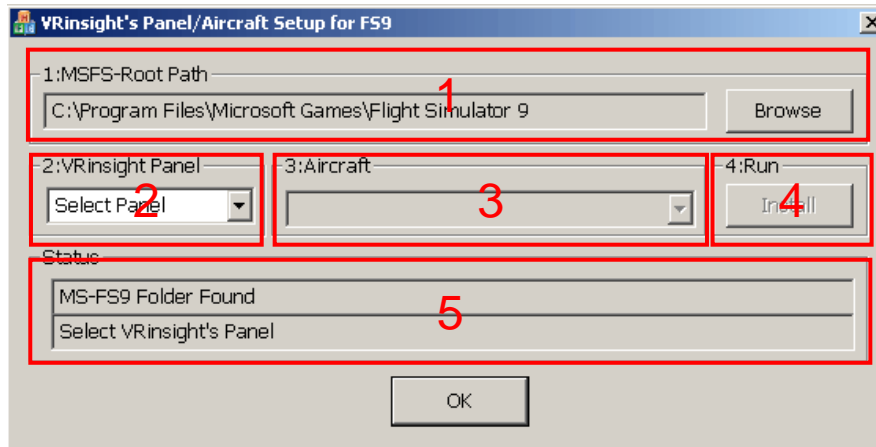 VRinsight's Panel/Aircraft Setup for FS9
1:MSFS-Root Path
1
C:\Program Files\Microsoft Games\Flight Simulator 9
Browse
2:VRinsight Panel
3:Aircraft
4:Run
Select Panel
2
3
Install
4
Status
MS-FS9 Folder Found
5
Select VRinsight's Panel
OK